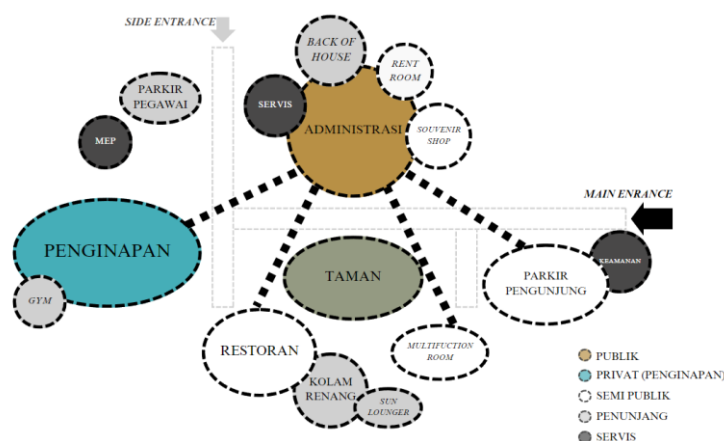 SIDE ENTRANCE
BACK OF
HOUSE
RENT
ROOM
PARKIR
PEGAWAI
SERVIS
ADMINISTRASI
SOUVENIR
SHOP
MEP
MAIN ENRANCE
PENGINAPAN
KEAMANAN
TAMAN
PARKIR
PENGUNJUNG
GYM
RESTORAN
MULTIFUCTION
ROOM
KOLAM
RENANG
SUN
LOUNGER
PUBLIK
PRIVAT (PENGINAPAN)
SEMI PUBLIK
PENUNJANG
SERVIS